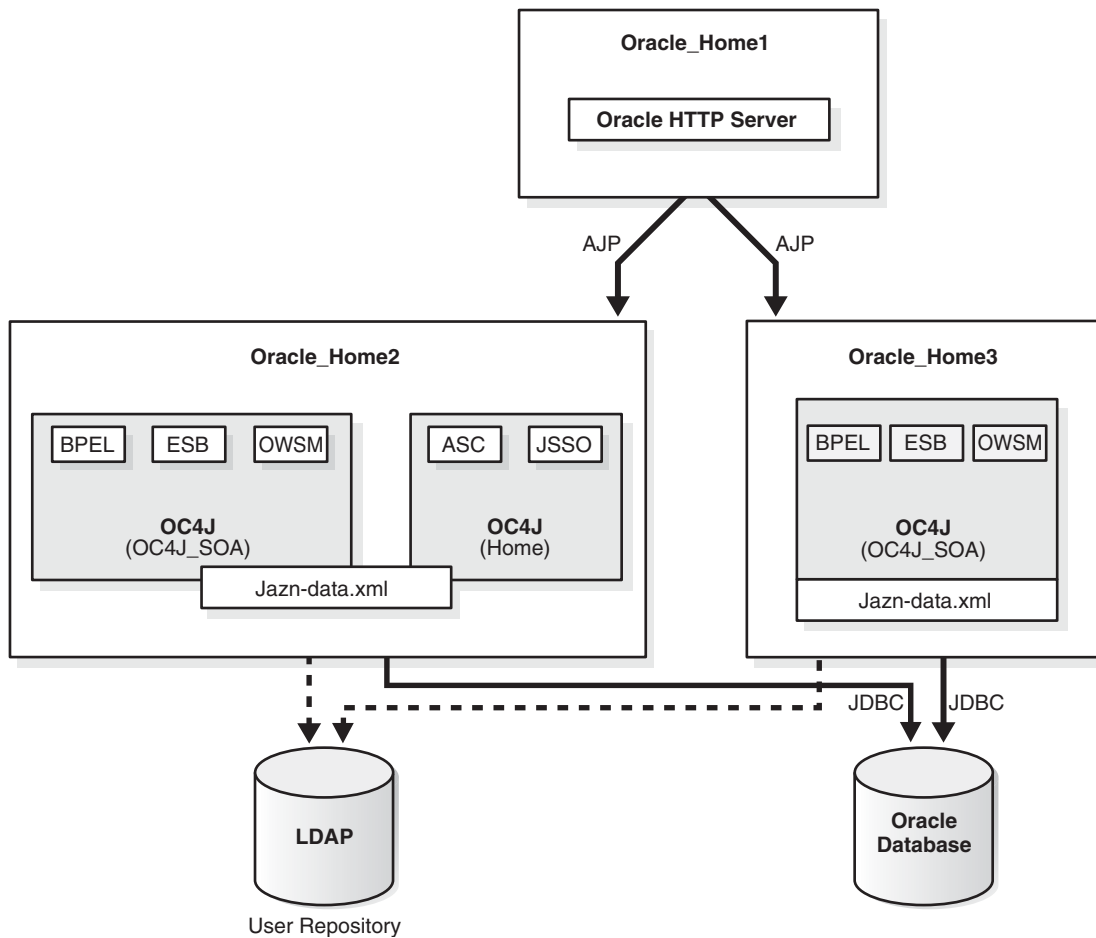 Oracle_Home1
Oracle HTTP Server
AJP
AJP
Oracle_Home2
BPEL
ESB
OWSM
OC4J
(OC4J_SOA)
ASC
JSSO
OC4J
(Home)
Jazn-data.xml
Oracle_Home3
BPEL
ESB
OWSM
OC4J
(OC4J_SOA)
Jazn-data.xml
JDBC
JDBC
LDAP
User Repository
Oracle
Database